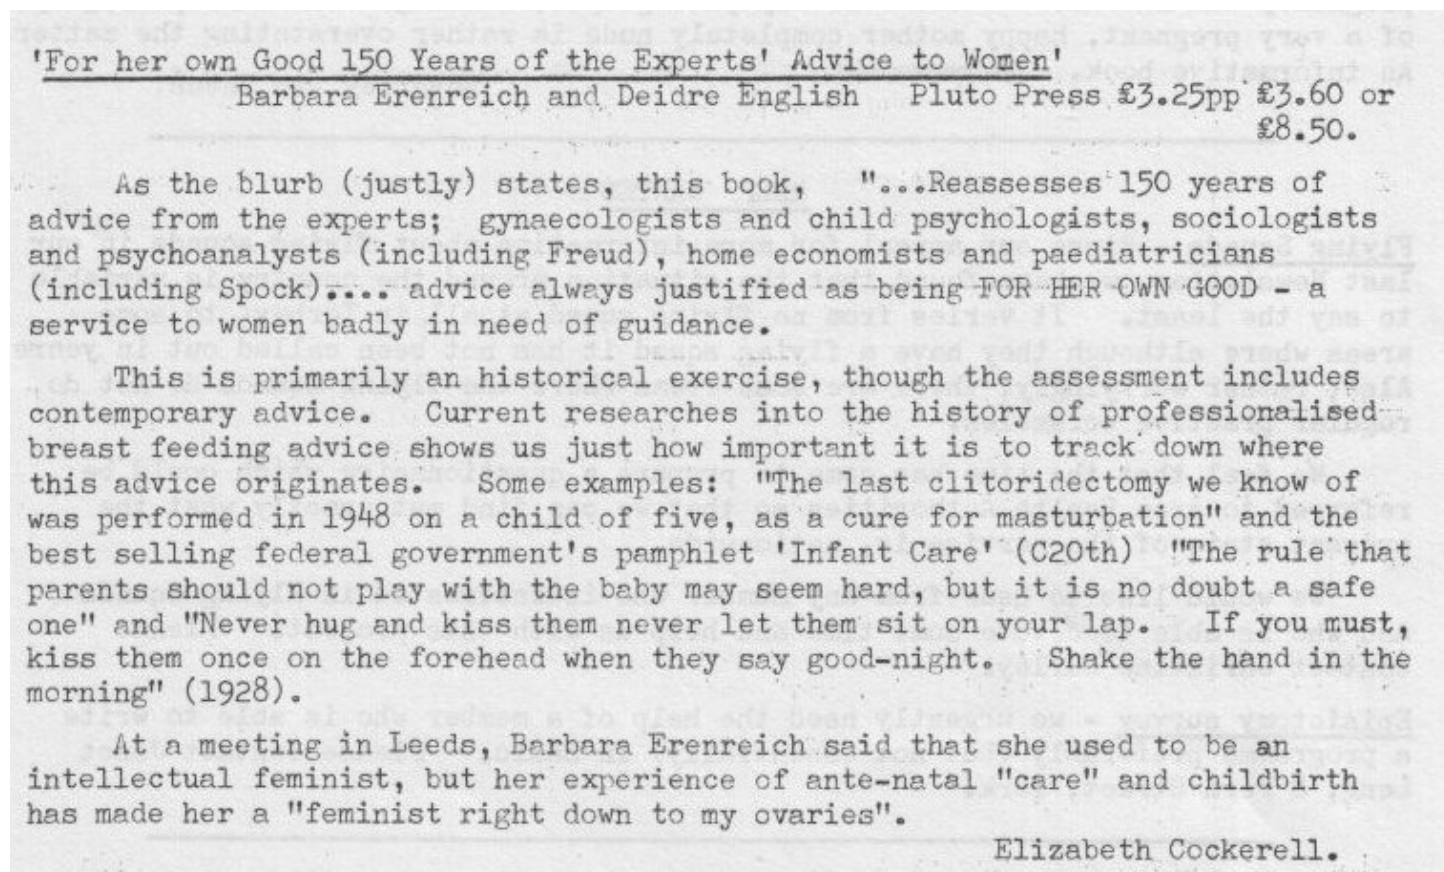 'For her own Good 150 Years of the Experts' Advice to Women'
Barbara Erenreich and Deidre English Pluto Press £3.25pp £3.60 or
£8.50.
As the blurb (justly) states, this book, "...Reassesses 150 years of
advice from the experts; gynaecologists and child psychologists, sociologists
and psychoanalysts (including Freud), home economists and paediatricians
(including Spock).... advice always justified as being FOR HER OWN GOOD - a
service to women badly in need of guidance.
This is primarily an historical exercise, though the assessment includes
contemporary advice. Current researches into the history of professionalised
breast feeding advice shows us just how important it is to track down where
this advice originates. Some examples: "The last clitoridectomy we know of
was performed in 1948 on a child of five, as a cure for masturbation" and the
best selling federal government's pamphlet 'Infant Care' (C20th) "The rule that
parents should not play with the baby may seem hard, but it is no doubt a safe
one" and "Never hug and kiss them never let them sit on your lap. If you must,
kiss them once on the forehead when they say good-night. Shake the hand in the
morning" (1928).
At a meeting in Leeds, Barbara Erenreich said that she used to be an
intellectual feminist, but her experience of ante-natal "care" and childbirth
has made her a "feminist right down to my ovaries".
Elizabeth Cockerell.